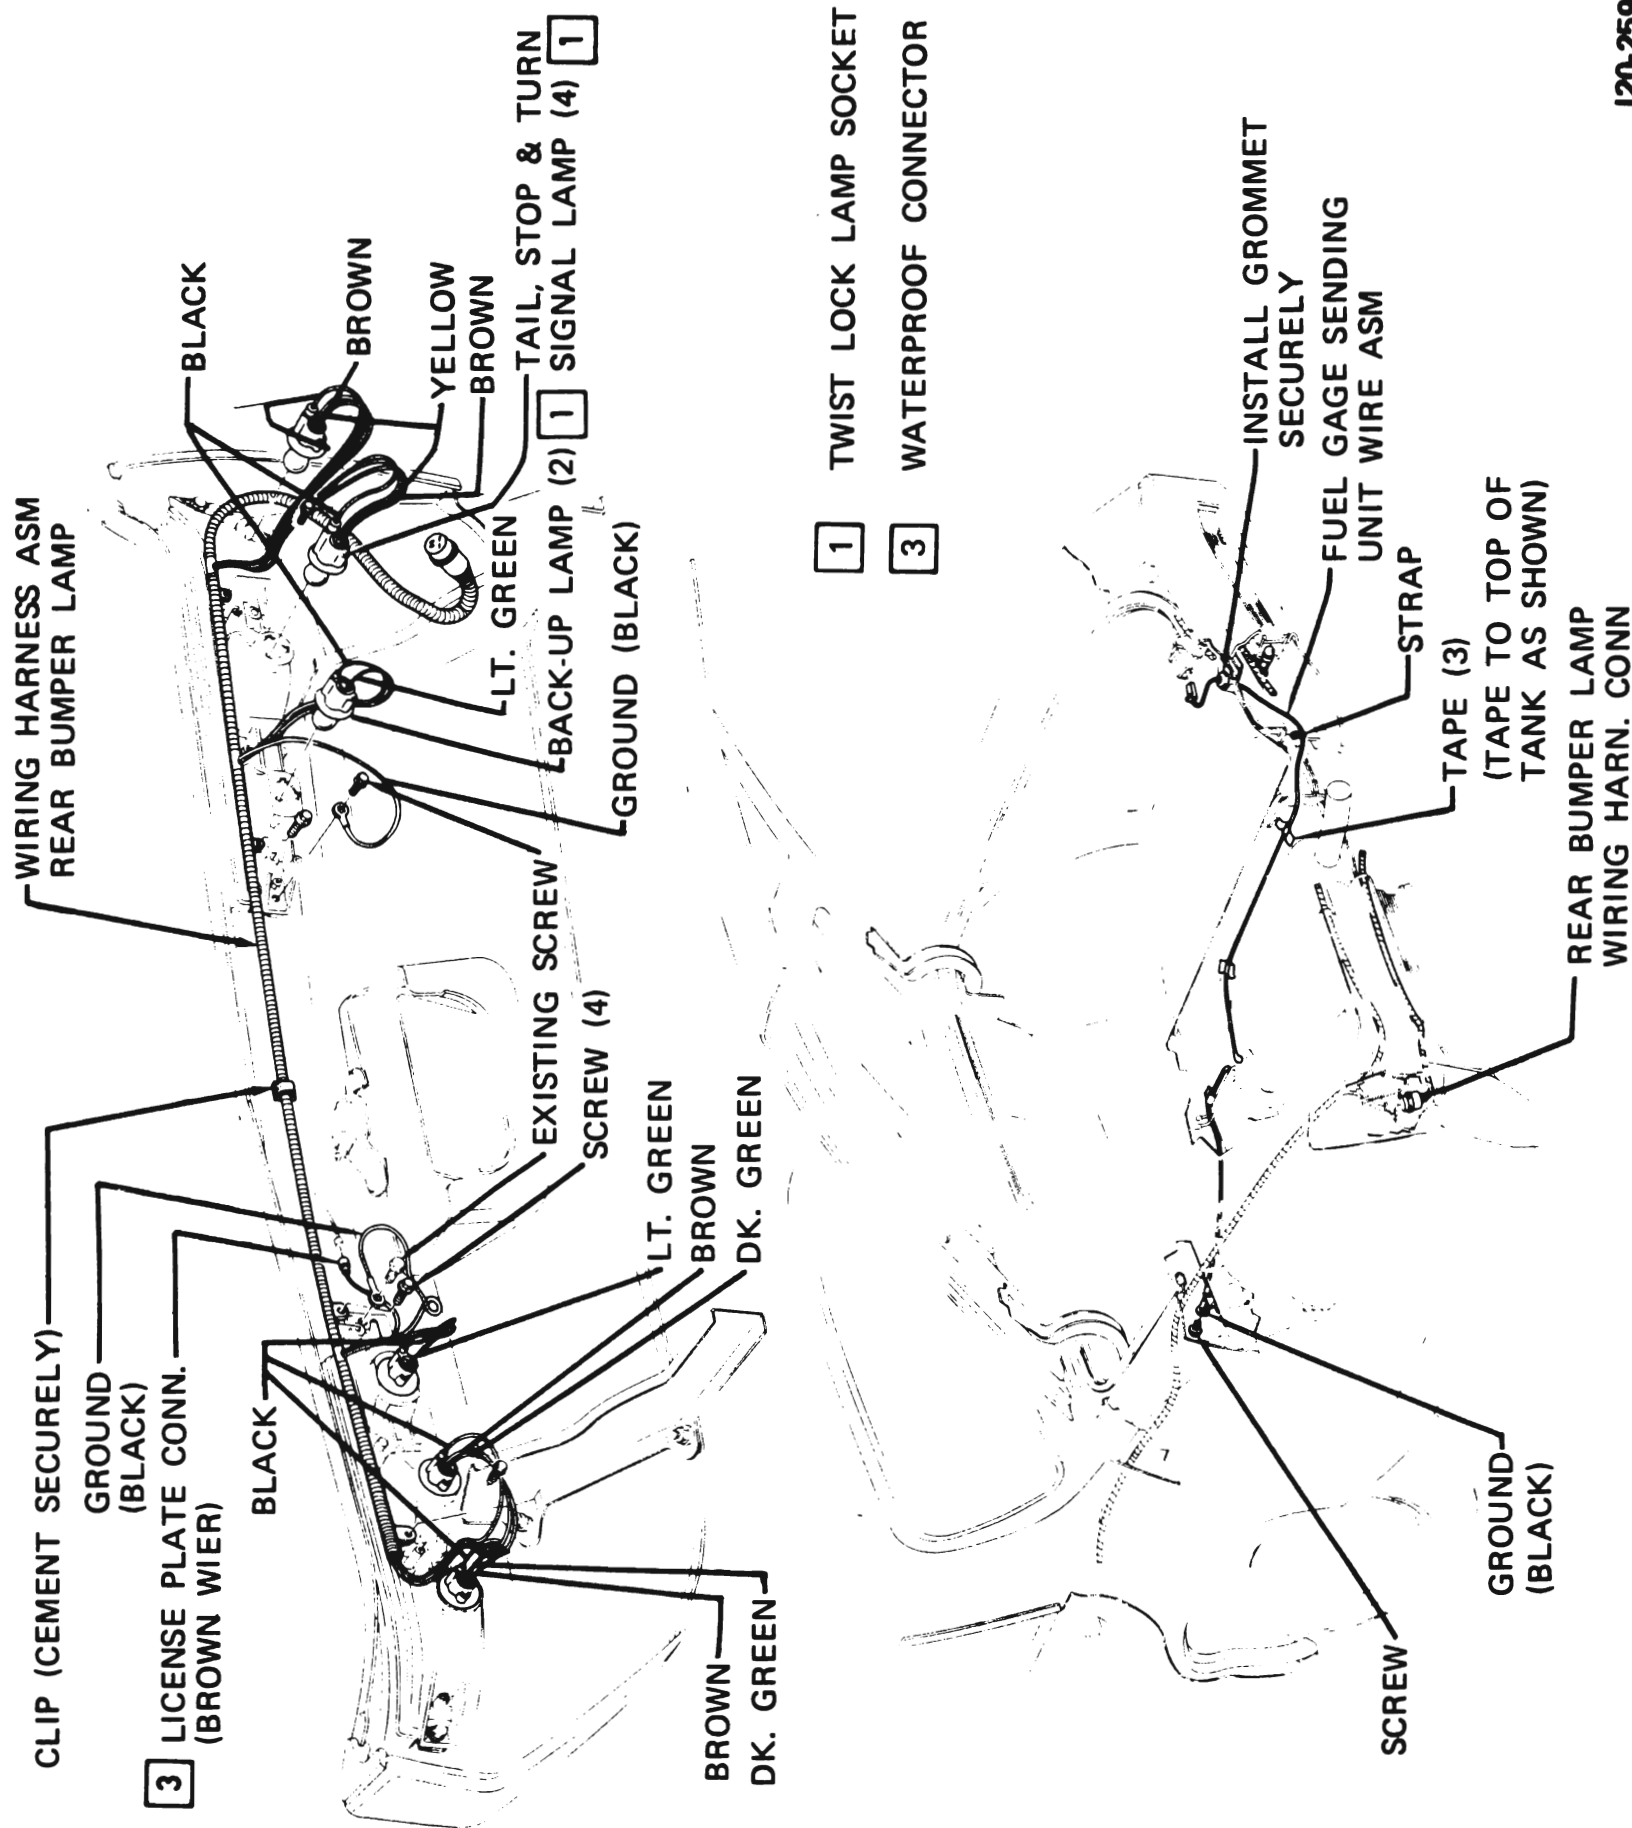 WIRING HARNESS ASM
REAR BUMPER LAMP
CLIP (CEMENT SECURELY)
GROUND
(BLACK)
3 LICENSE PLATE CONN.
(BROWN WIER)
BLACK
BLACK
BROWN
YELLOW
BROWN
TAIL, STOP & TURN
SIGNAL LAMP (4) 1
LT. GREEN
BACK-UP LAMP (2) 1
GROUND (BLACK)
EXISTING SCREW
SCREW (4)
LT. GREEN
BROWN
DK. GREEN
BROWN
DK. GREEN
1 TWIST LOCK LAMP SOCKET
3 WATERPROOF CONNECTOR
INSTALL GROMMET
SECURELY
FUEL GAGE SENDING
UNIT WIRE ASM
STRAP
TAPE (3)
(TAPE TO TOP OF
TANK AS SHOWN)
REAR BUMPER LAMP
WIRING HARN. CONN
GROUND
(BLACK)
SCREW